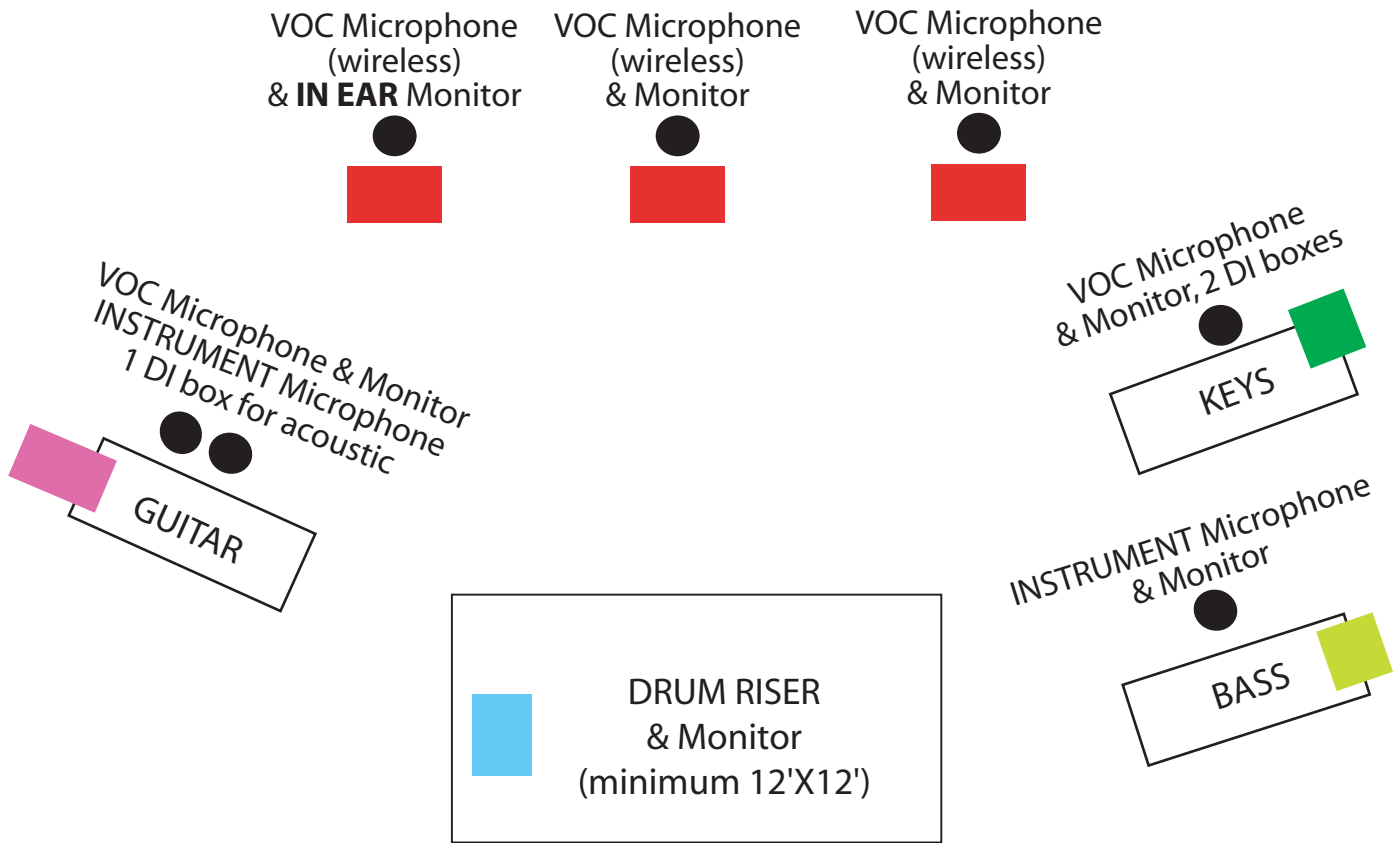 VOC Microphone
(wireless)
& IN EAR Monitor
VOC Microphone
(wireless)
& Monitor
VOC Microphone
(wireless)
& Monitor
VOC Microphone & Monitor
INSTRUMENT Microphone
1 DI box for acoustic
GUITAR
VOC Microphone
& Monitor, 2 DI boxes
KEYS
INSTRUMENT Microphone
& Monitor
BASS
DRUM RISER
& Monitor
(minimum 12'X12')